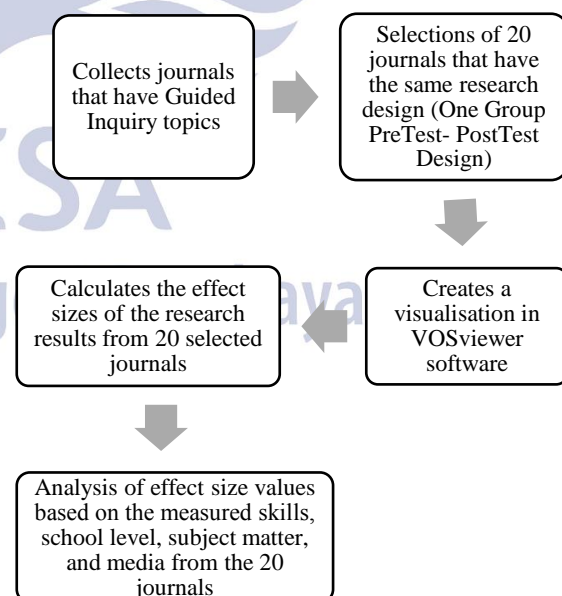 Collects journals
that have Guided
Inquiry topics
Selections of 20
journals that have
the same research
design (One Group
PreTest- PostTest
Design)
Creates a
visualisation in
VOSviewer
software
Calculates the effect
sizes of the research
results from 20 selected
journals
Analysis of effect size values
based on the measured skills,
school level, subject matter,
and media from the 20
journals